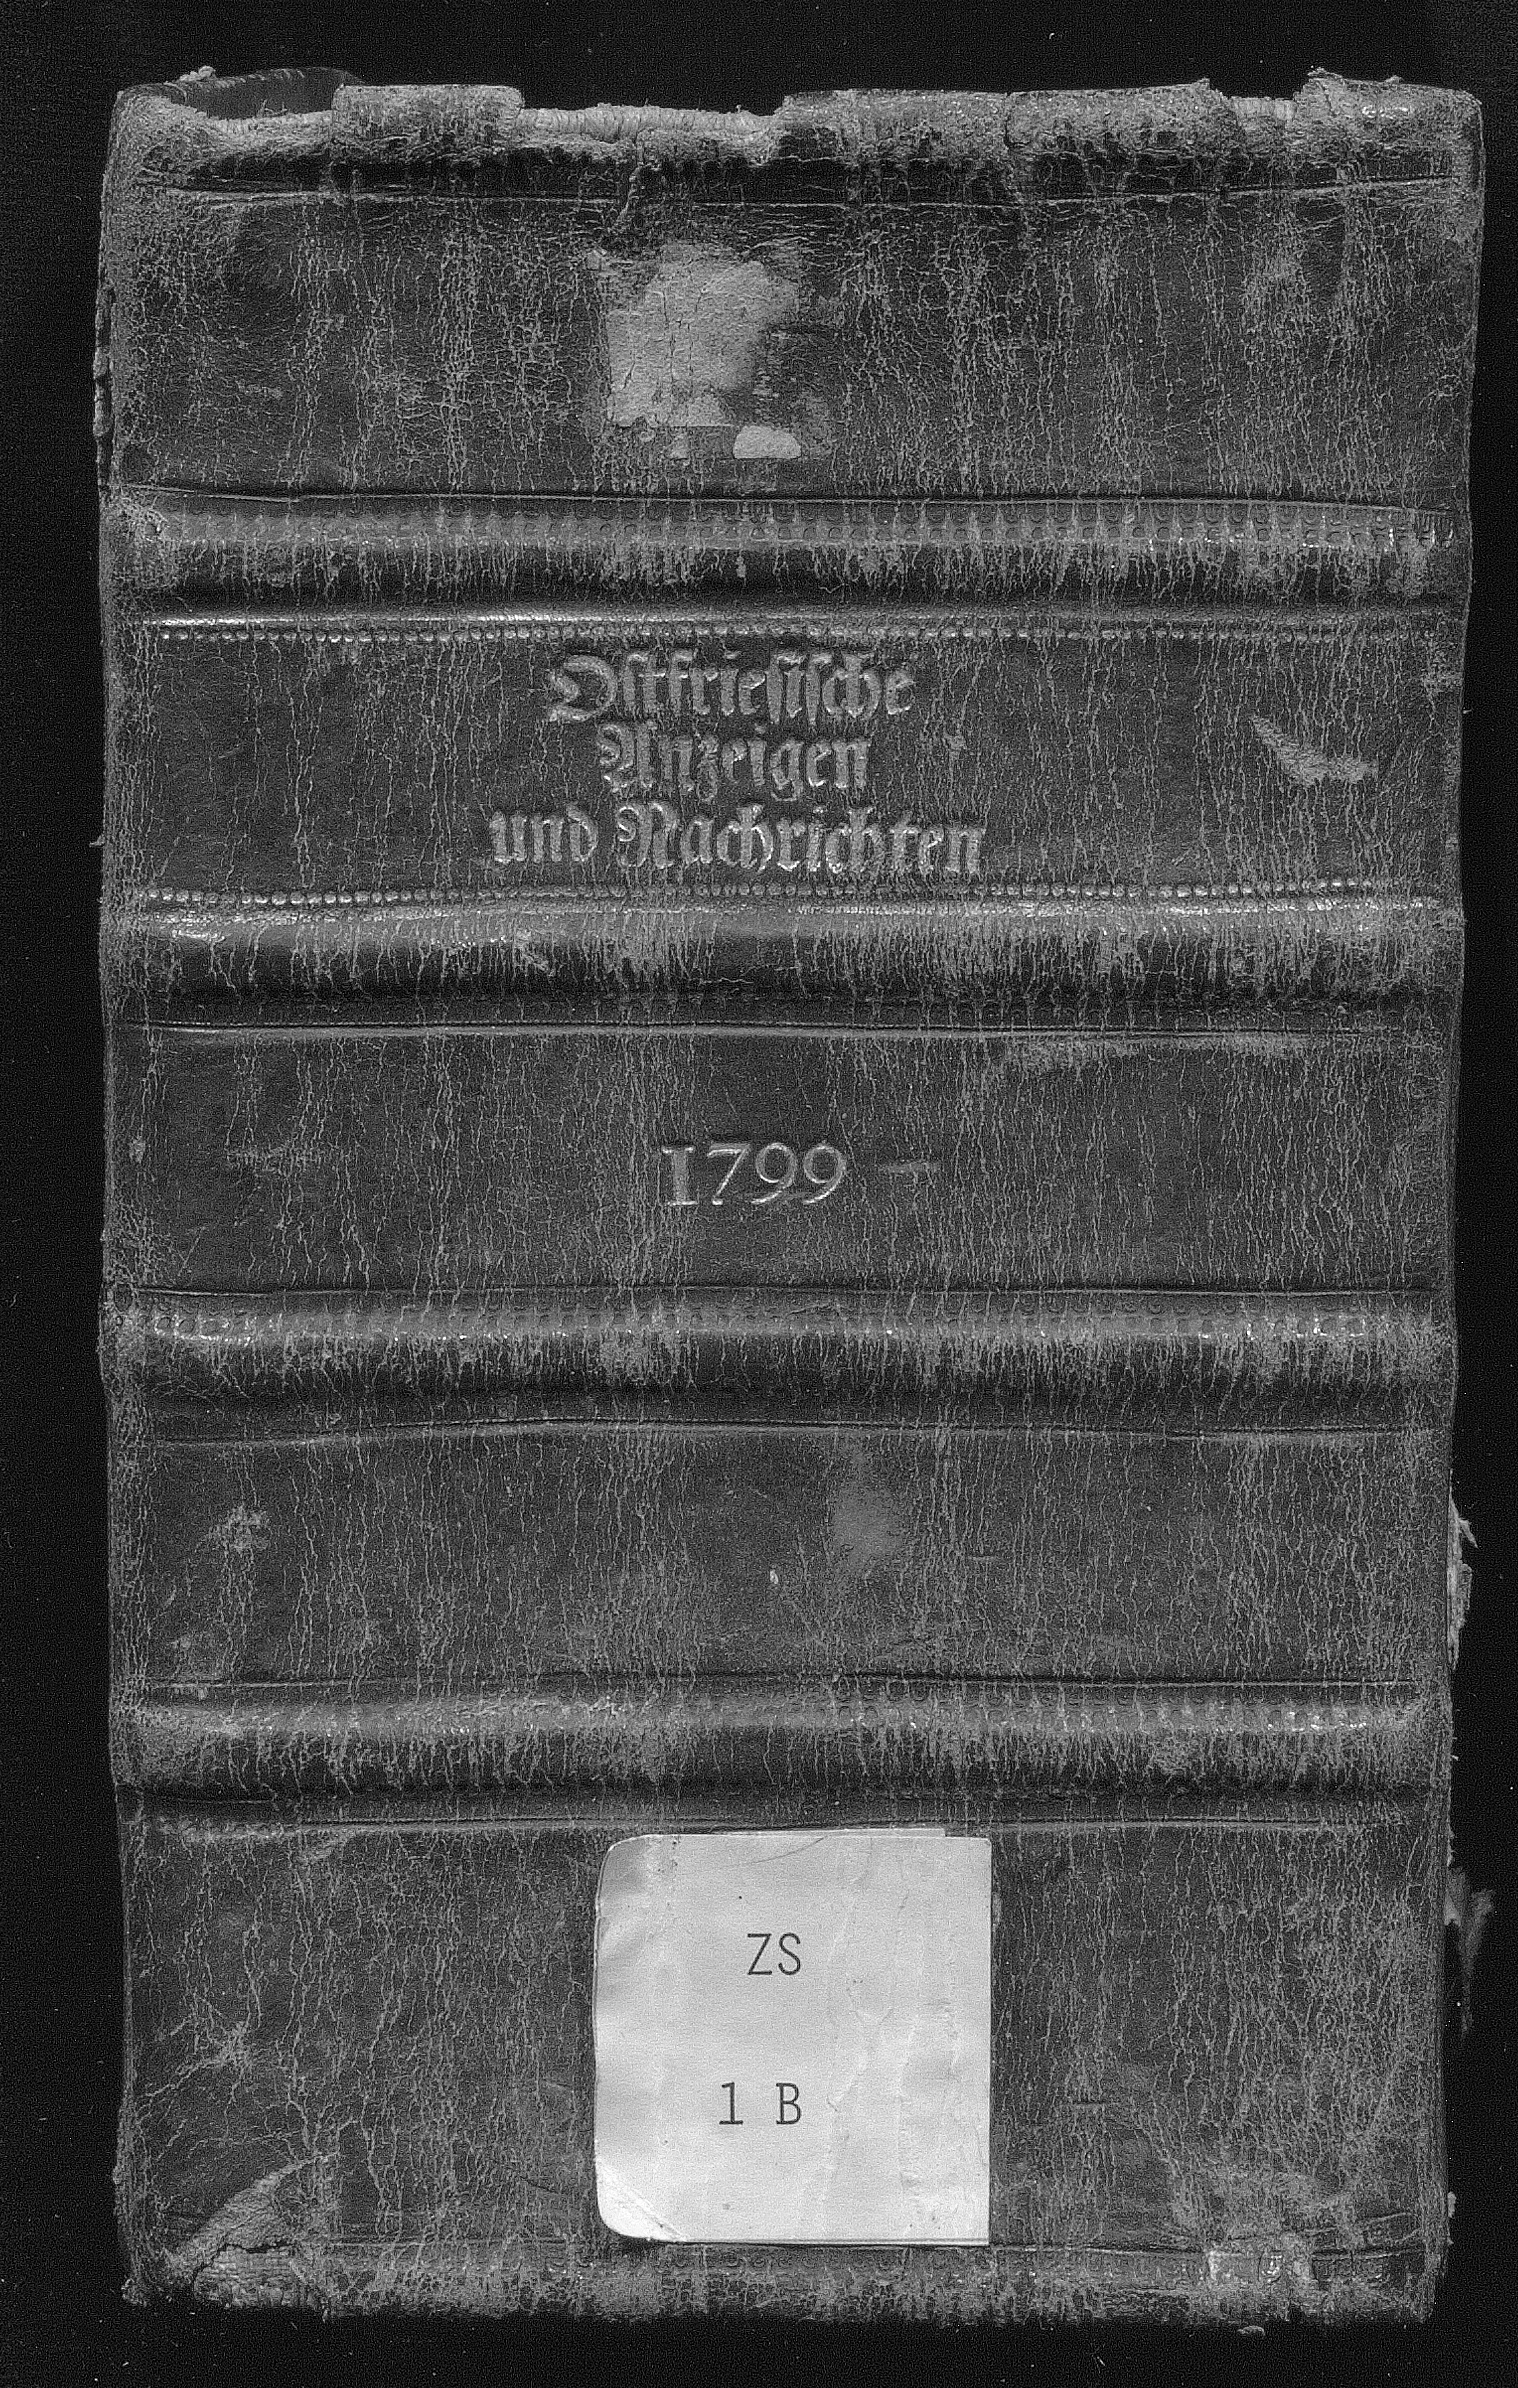 Oſtfrieſiſche
Anzeigen
und Nachrichten
1799
ZS
1 B